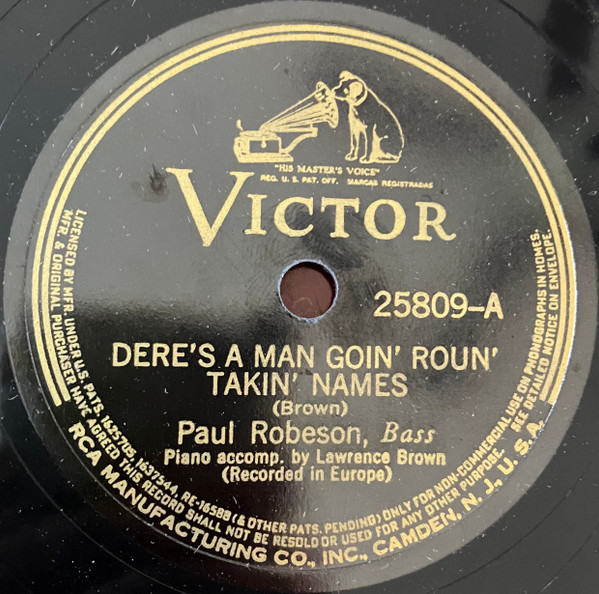 "HIS MASTER'S VOICE"
REG. U. S. PAT. OFF. MARCAS REGISTRADAS
VICTOR
25809-A
DERE'S A MAN GOIN' ROUN'
TAKIN' NAMES
(Brown)
Paul Robeson, Bass
Piano accomp. by Lawrence Brown
(Recorded in Europe)
LICENSED BY MFR. UNDER U.S. PATS. 1625705, 1637544, RE-16588 (& OTHER PATS. PENDING) ONLY FOR NON-COMMERCIAL USE ON PHONOGRAPHS IN HOMES.
MFR. & ORIGINAL PURCHASER HAVE AGREED THIS RECORD SHALL NOT BE RESOLD OR USED FOR ANY OTHER PURPOSE. SEE DETAILED NOTICE ON ENVELOPE.
RCA MANUFACTURING CO., INC., CAMDEN, N. J., U. S. A.